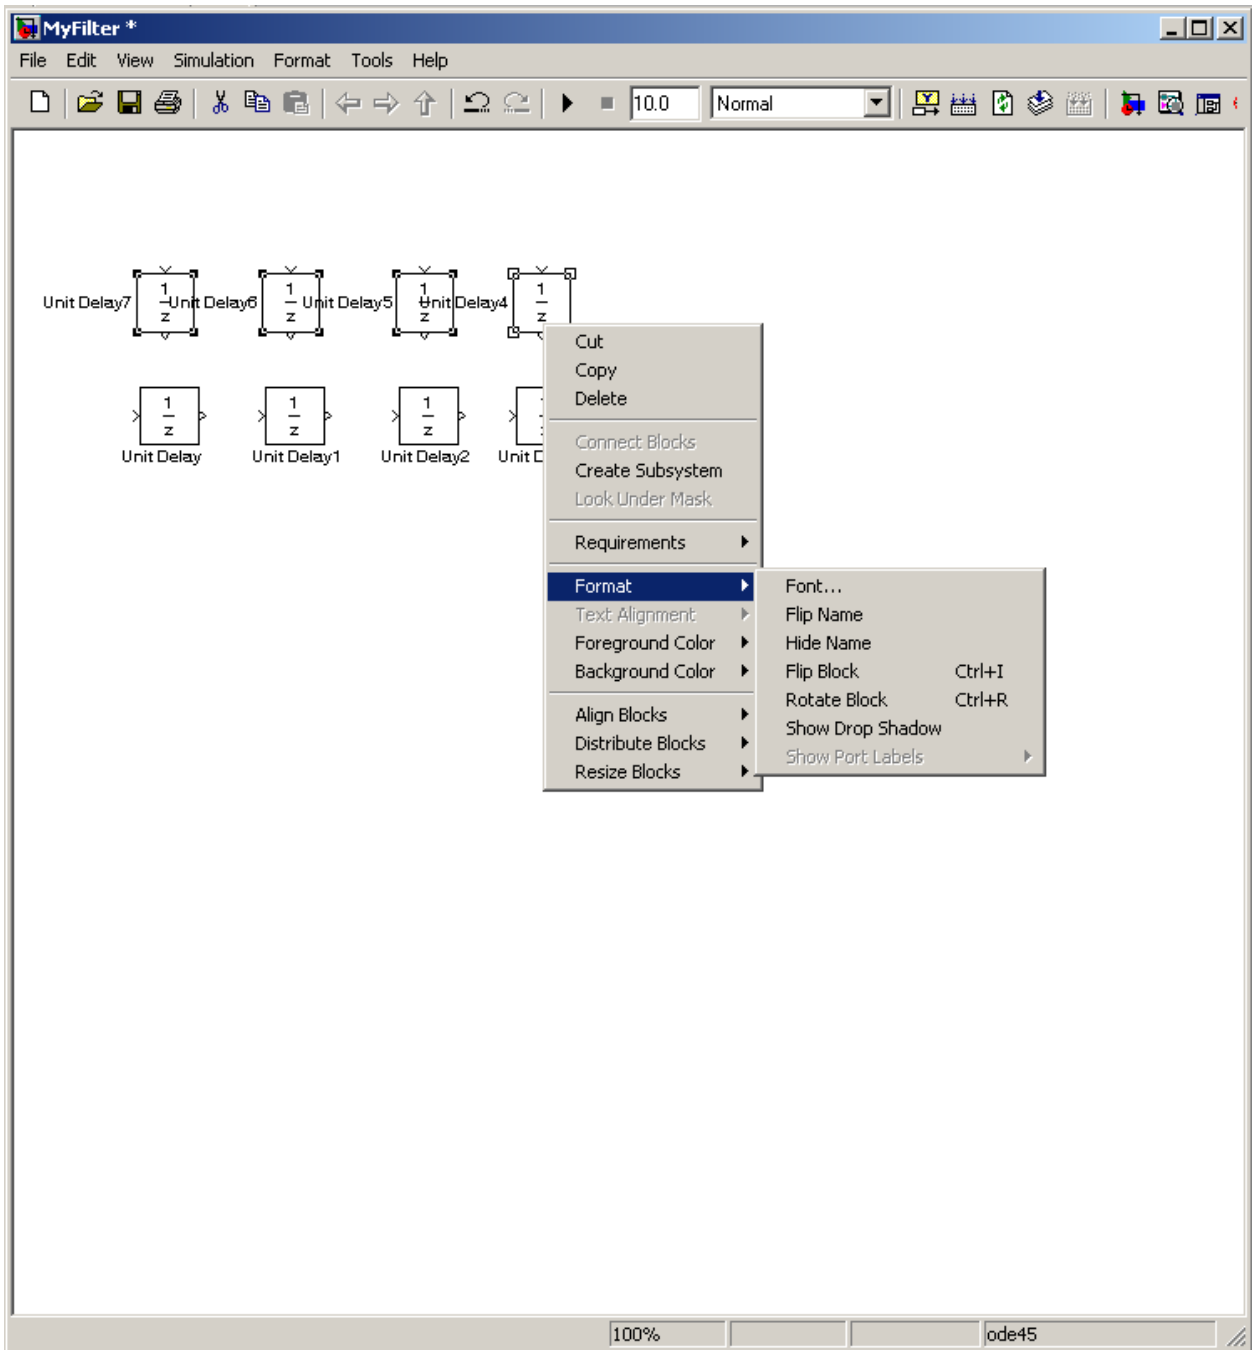 MyFilter *
File Edit View Simulation Format Tools Help
10.0 Normal
Unit Delay7 1/z Unit Delay6 1/z Unit Delay5 1/z Unit Delay4 1/z
1/z 1/z 1/z
Unit Delay Unit Delay1 Unit Delay2 Unit D
Cut
Copy
Delete
Connect Blocks
Create Subsystem
Look Under Mask
Requirements
Format
Text Alignment
Foreground Color
Background Color
Align Blocks
Distribute Blocks
Resize Blocks
Font...
Flip Name
Hide Name
Flip Block Ctrl+I
Rotate Block Ctrl+R
Show Drop Shadow
Show Port Labels
100% ode45